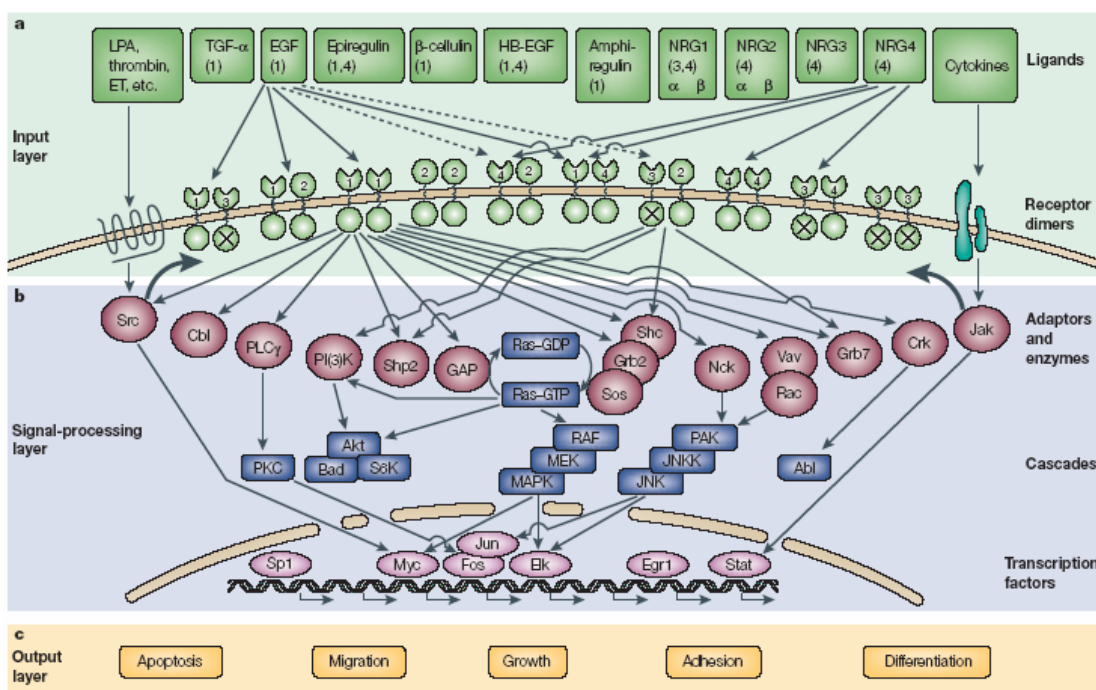 a
LPA,
thrombin,
ET, etc.
TGF-α
(1)
EGF
(1)
Epiregulin
(1,4)
β-cellulin
(1)
HB-EGF
(1,4)
Amphi-
regulin
(1)
NRG1
(3,4)
α β
NRG2
(4)
α β
NRG3
(4)
NRG4
(4)
Cytokines
Ligands
Input
layer
1 3
1 2
1 1
2 2
4 2
1 4
3 2
4 4
3 4
3 3
Receptor
dimers
b
Src
Cbl
PLCγ
PI(3)K
Shp2
GAP
Ras–GDP
Ras–GTP
Shc
Grb2
Sos
Nck
Vav
Rac
Grb7
Crk
Jak
Adaptors
and
enzymes
Signal-processing
layer
PKC
Akt
Bad
S6K
RAF
MEK
MAPK
PAK
JNKK
JNK
Abl
Cascades
Sp1
Myc
Jun
Fos
Elk
Egr1
Stat
Transcription
factors
c
Output
layer
Apoptosis
Migration
Growth
Adhesion
Differentiation